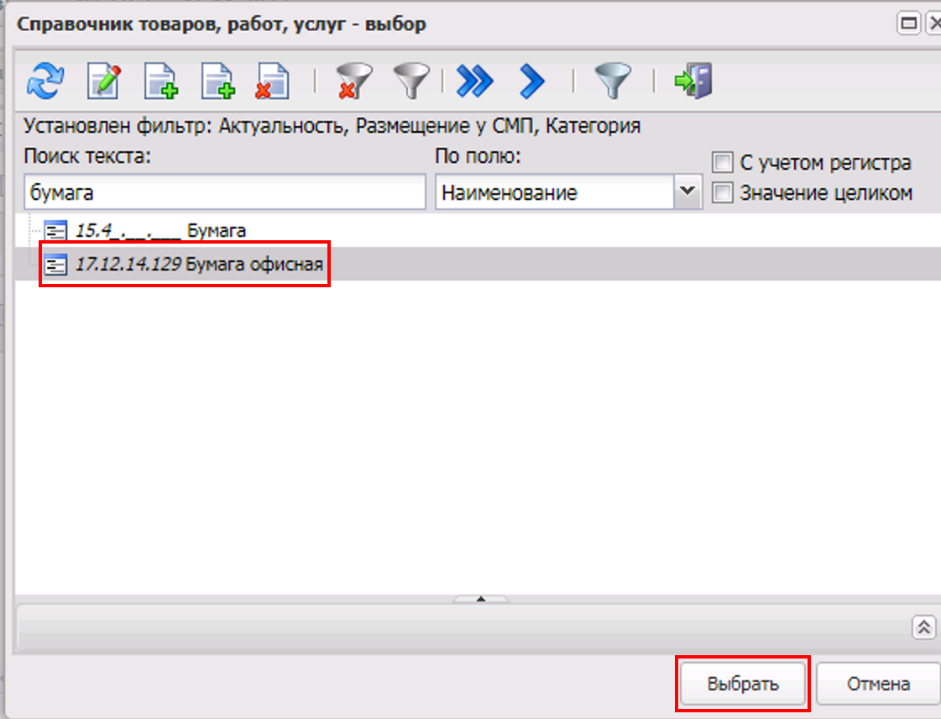 Справочник товаров, работ, услуг - выбор
Установлен фильтр: Актуальность, Размещение у СМП, Категория
Поиск текста:
По полю:
С учетом регистра
бумага
Наименование
Значение целиком
15.4_.__.___ Бумага
17.12.14.129 Бумага офисная
Выбрать
Отмена